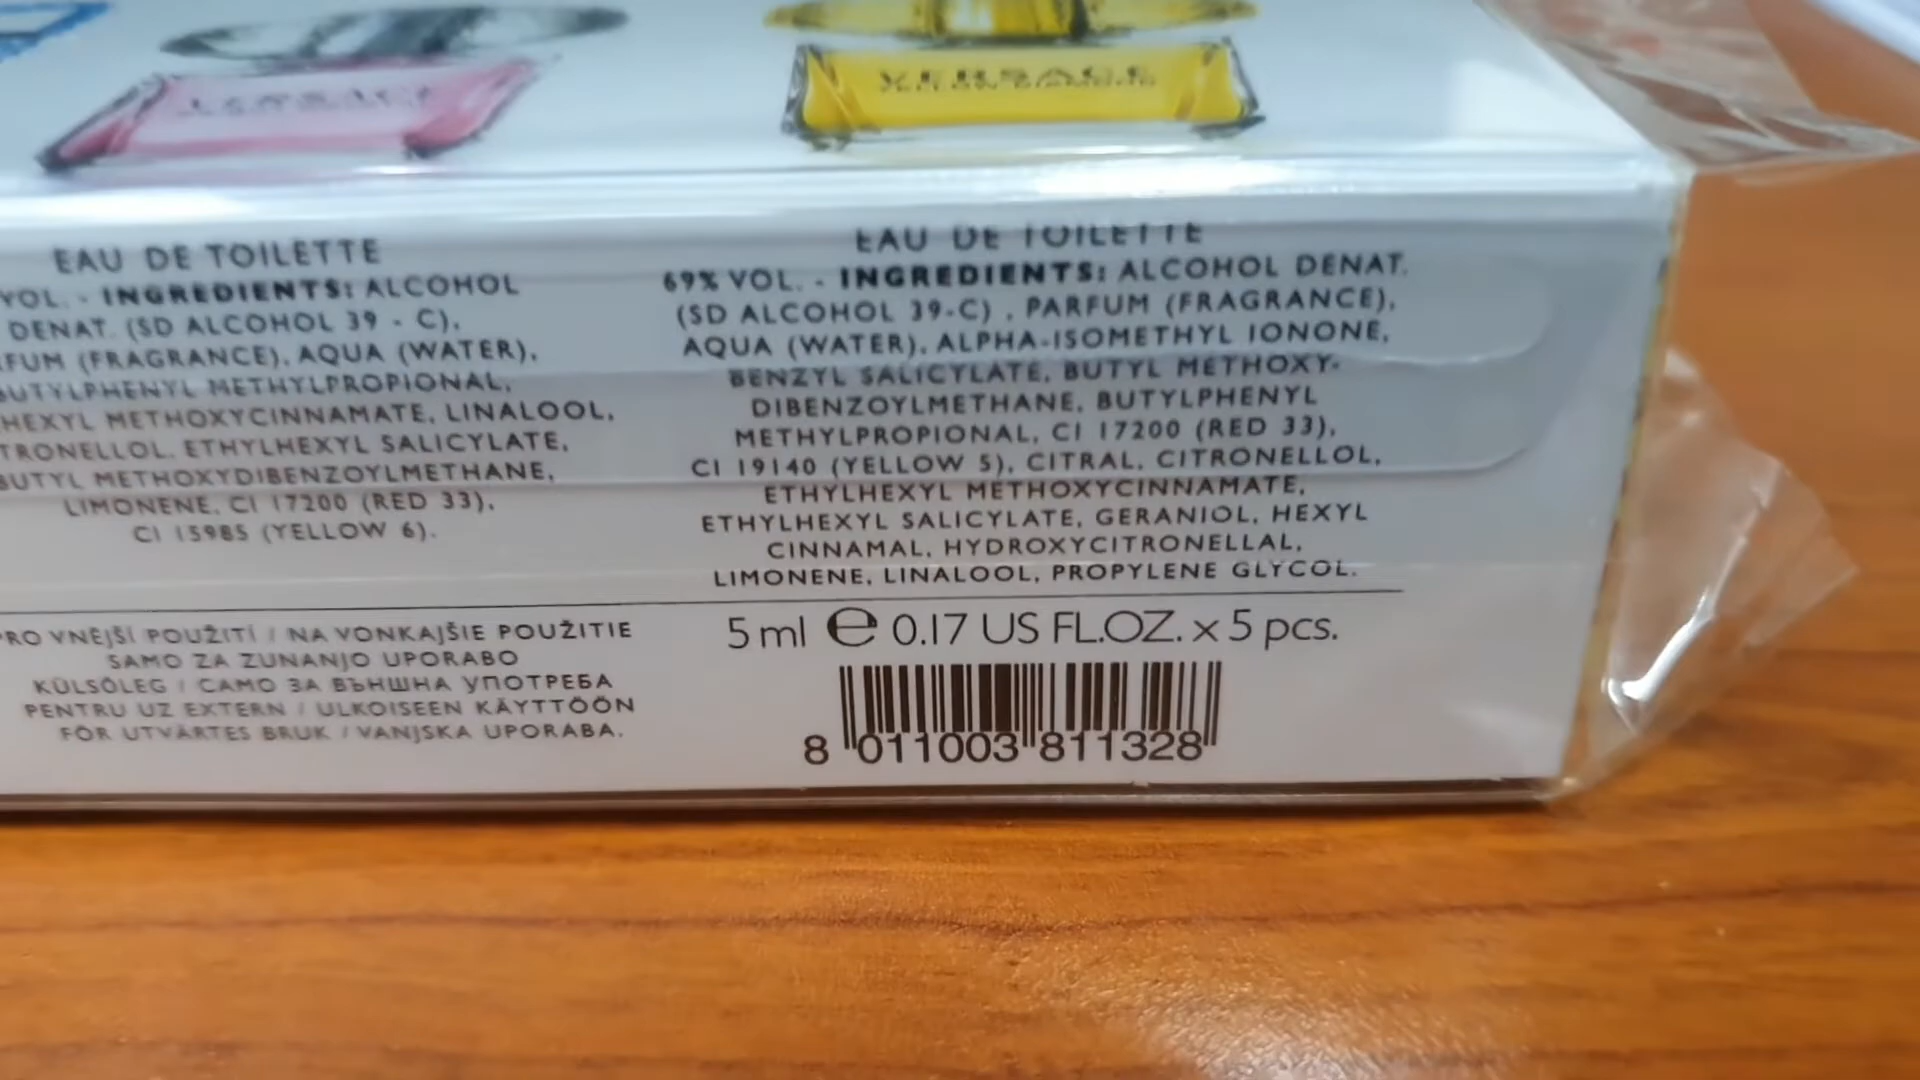 VERSACE
EAU DE TOILETTE
VOL. - INGREDIENTS: ALCOHOL
DENAT. (SD ALCOHOL 39 - C),
(FRAGRANCE), AQUA (WATER),
BUTYLPHENYL METHYLPROPIONAL,
METHOXYCINNAMATE, LINALOOL,
ETHYLHEXYL SALICYLATE,
BUTYL METHOXYDIBENZOYLMETHANE,
LIMONENE, CI 17200 (RED 33),
CI 15985 (YELLOW 6).
EAU DE TOILETTE
69% VOL. - INGREDIENTS: ALCOHOL DENAT.
(SD ALCOHOL 39-C) , PARFUM (FRAGRANCE),
AQUA (WATER), ALPHA-ISOMETHYL IONONE,
BENZYL SALICYLATE, BUTYL METHOXY-
DIBENZOYLMETHANE, BUTYLPHENYL
METHYLPROPIONAL, CI 17200 (RED 33),
CI 19140 (YELLOW 5), CITRAL, CITRONELLOL,
ETHYLHEXYL METHOXYCINNAMATE,
ETHYLHEXYL SALICYLATE, GERANIOL, HEXYL
CINNAMAL, HYDROXYCITRONELLAL,
LIMONENE, LINALOOL, PROPYLENE GLYCOL.
VNĚJŠÍ POUŽITÍ / NA VONKAJŠIE POUŽITIE
SAMO ZA ZUNANJO UPORABO
KÜLSÖLEG / САМО ЗА ВЪНШНА УПОТРЕБА
PENTRU UZ EXTERN / ULKOISEEN KÄYTTÖÖN
FÖR UTVÄRTES BRUK / VANJSKA UPORABA.
5 ml e 0.17 US FL.OZ. x 5 pcs.
8 011003 811328